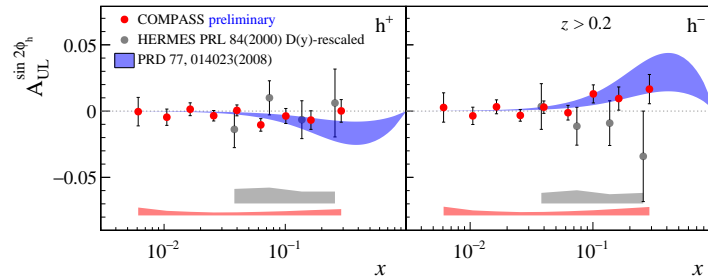 COMPASS preliminary
HERMES PRL 84(2000) D(y)-rescaled
PRD 77, 014023(2008)
h⁺
z > 0.2
h⁻
A_UL^{sin 2ϕ_h}
0.05
0
−0.05
10⁻² 10⁻¹ 10⁻² 10⁻¹
x x